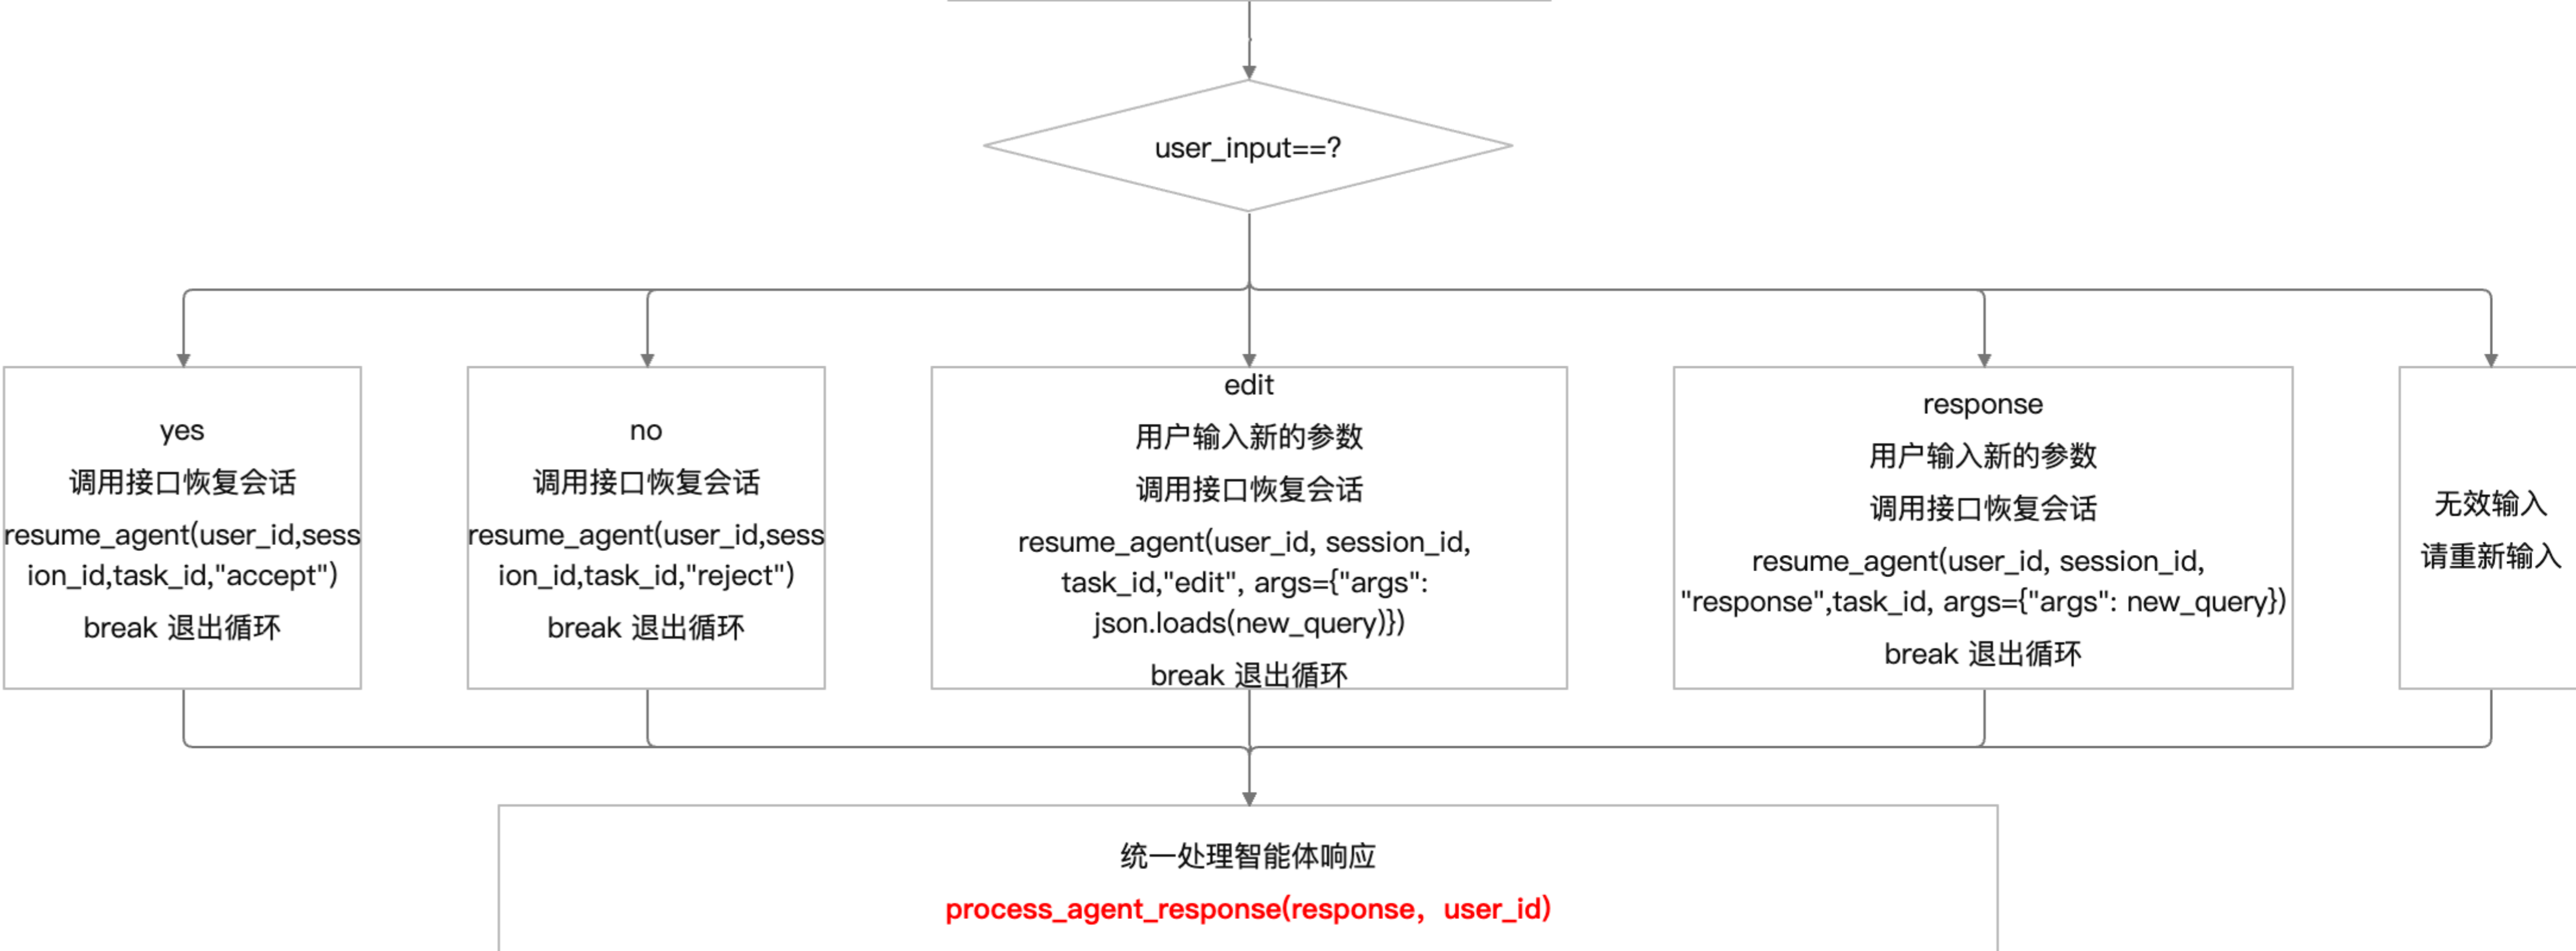 user_input==?
yes
调用接口恢复会话
resume_agent(user_id,sess
ion_id,task_id,"accept")
break 退出循环
no
调用接口恢复会话
resume_agent(user_id,sess
ion_id,task_id,"reject")
break 退出循环
edit
用户输入新的参数
调用接口恢复会话
resume_agent(user_id, session_id,
task_id,"edit", args={"args":
json.loads(new_query)})
break 退出循环
response
用户输入新的参数
调用接口恢复会话
resume_agent(user_id, session_id,
"response",task_id, args={"args": new_query})
break 退出循环
无效输入
请重新输入
统一处理智能体响应
process_agent_response(response，user_id)